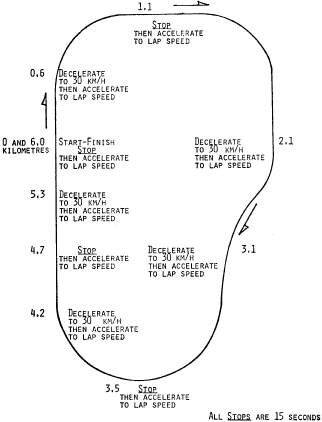 1.1
STOP
THEN ACCELERATE
TO LAP SPEED
0.6
DECELERATE
TO 30 KM/H
THEN ACCELERATE
TO LAP SPEED
0 AND 6.0
KILOMETRES
START-FINISH
STOP
THEN ACCELERATE
TO LAP SPEED
DECELERATE
TO 30 KM/H
THEN ACCELERATE
TO LAP SPEED
2.1
5.3
DECELERATE
TO 30 KM/H
THEN ACCELERATE
TO LAP SPEED
4.7
STOP
THEN ACCELERATE
TO LAP SPEED
DECELERATE
TO 30 KM/H
THEN ACCELERATE
TO LAP SPEED
3.1
4.2
DECELERATE
TO 30 KM/H
THEN ACCELERATE
TO LAP SPEED
3.5
STOP
THEN ACCELERATE
TO LAP SPEED
ALL STOPS ARE 15 SECONDS